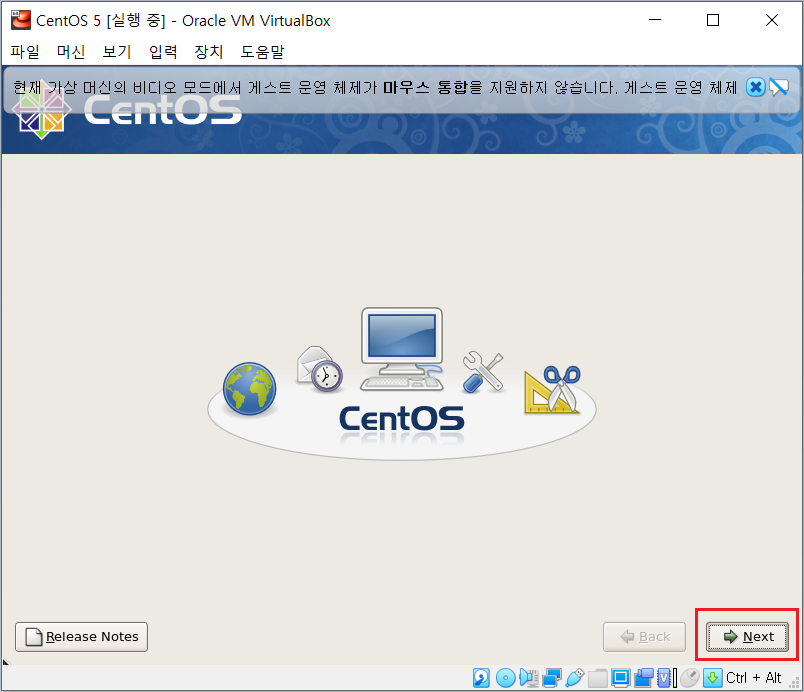 CentOS 5 [실행 중] - Oracle VM VirtualBox
파일 머신 보기 입력 장치 도움말
현재 가상 머신의 비디오 모드에서 게스트 운영 체제가 마우스 통합을 지원하지 않습니다. 게스트 운영 체제
CentOS
CentOS
Release Notes
Back
Next
Ctrl + Alt